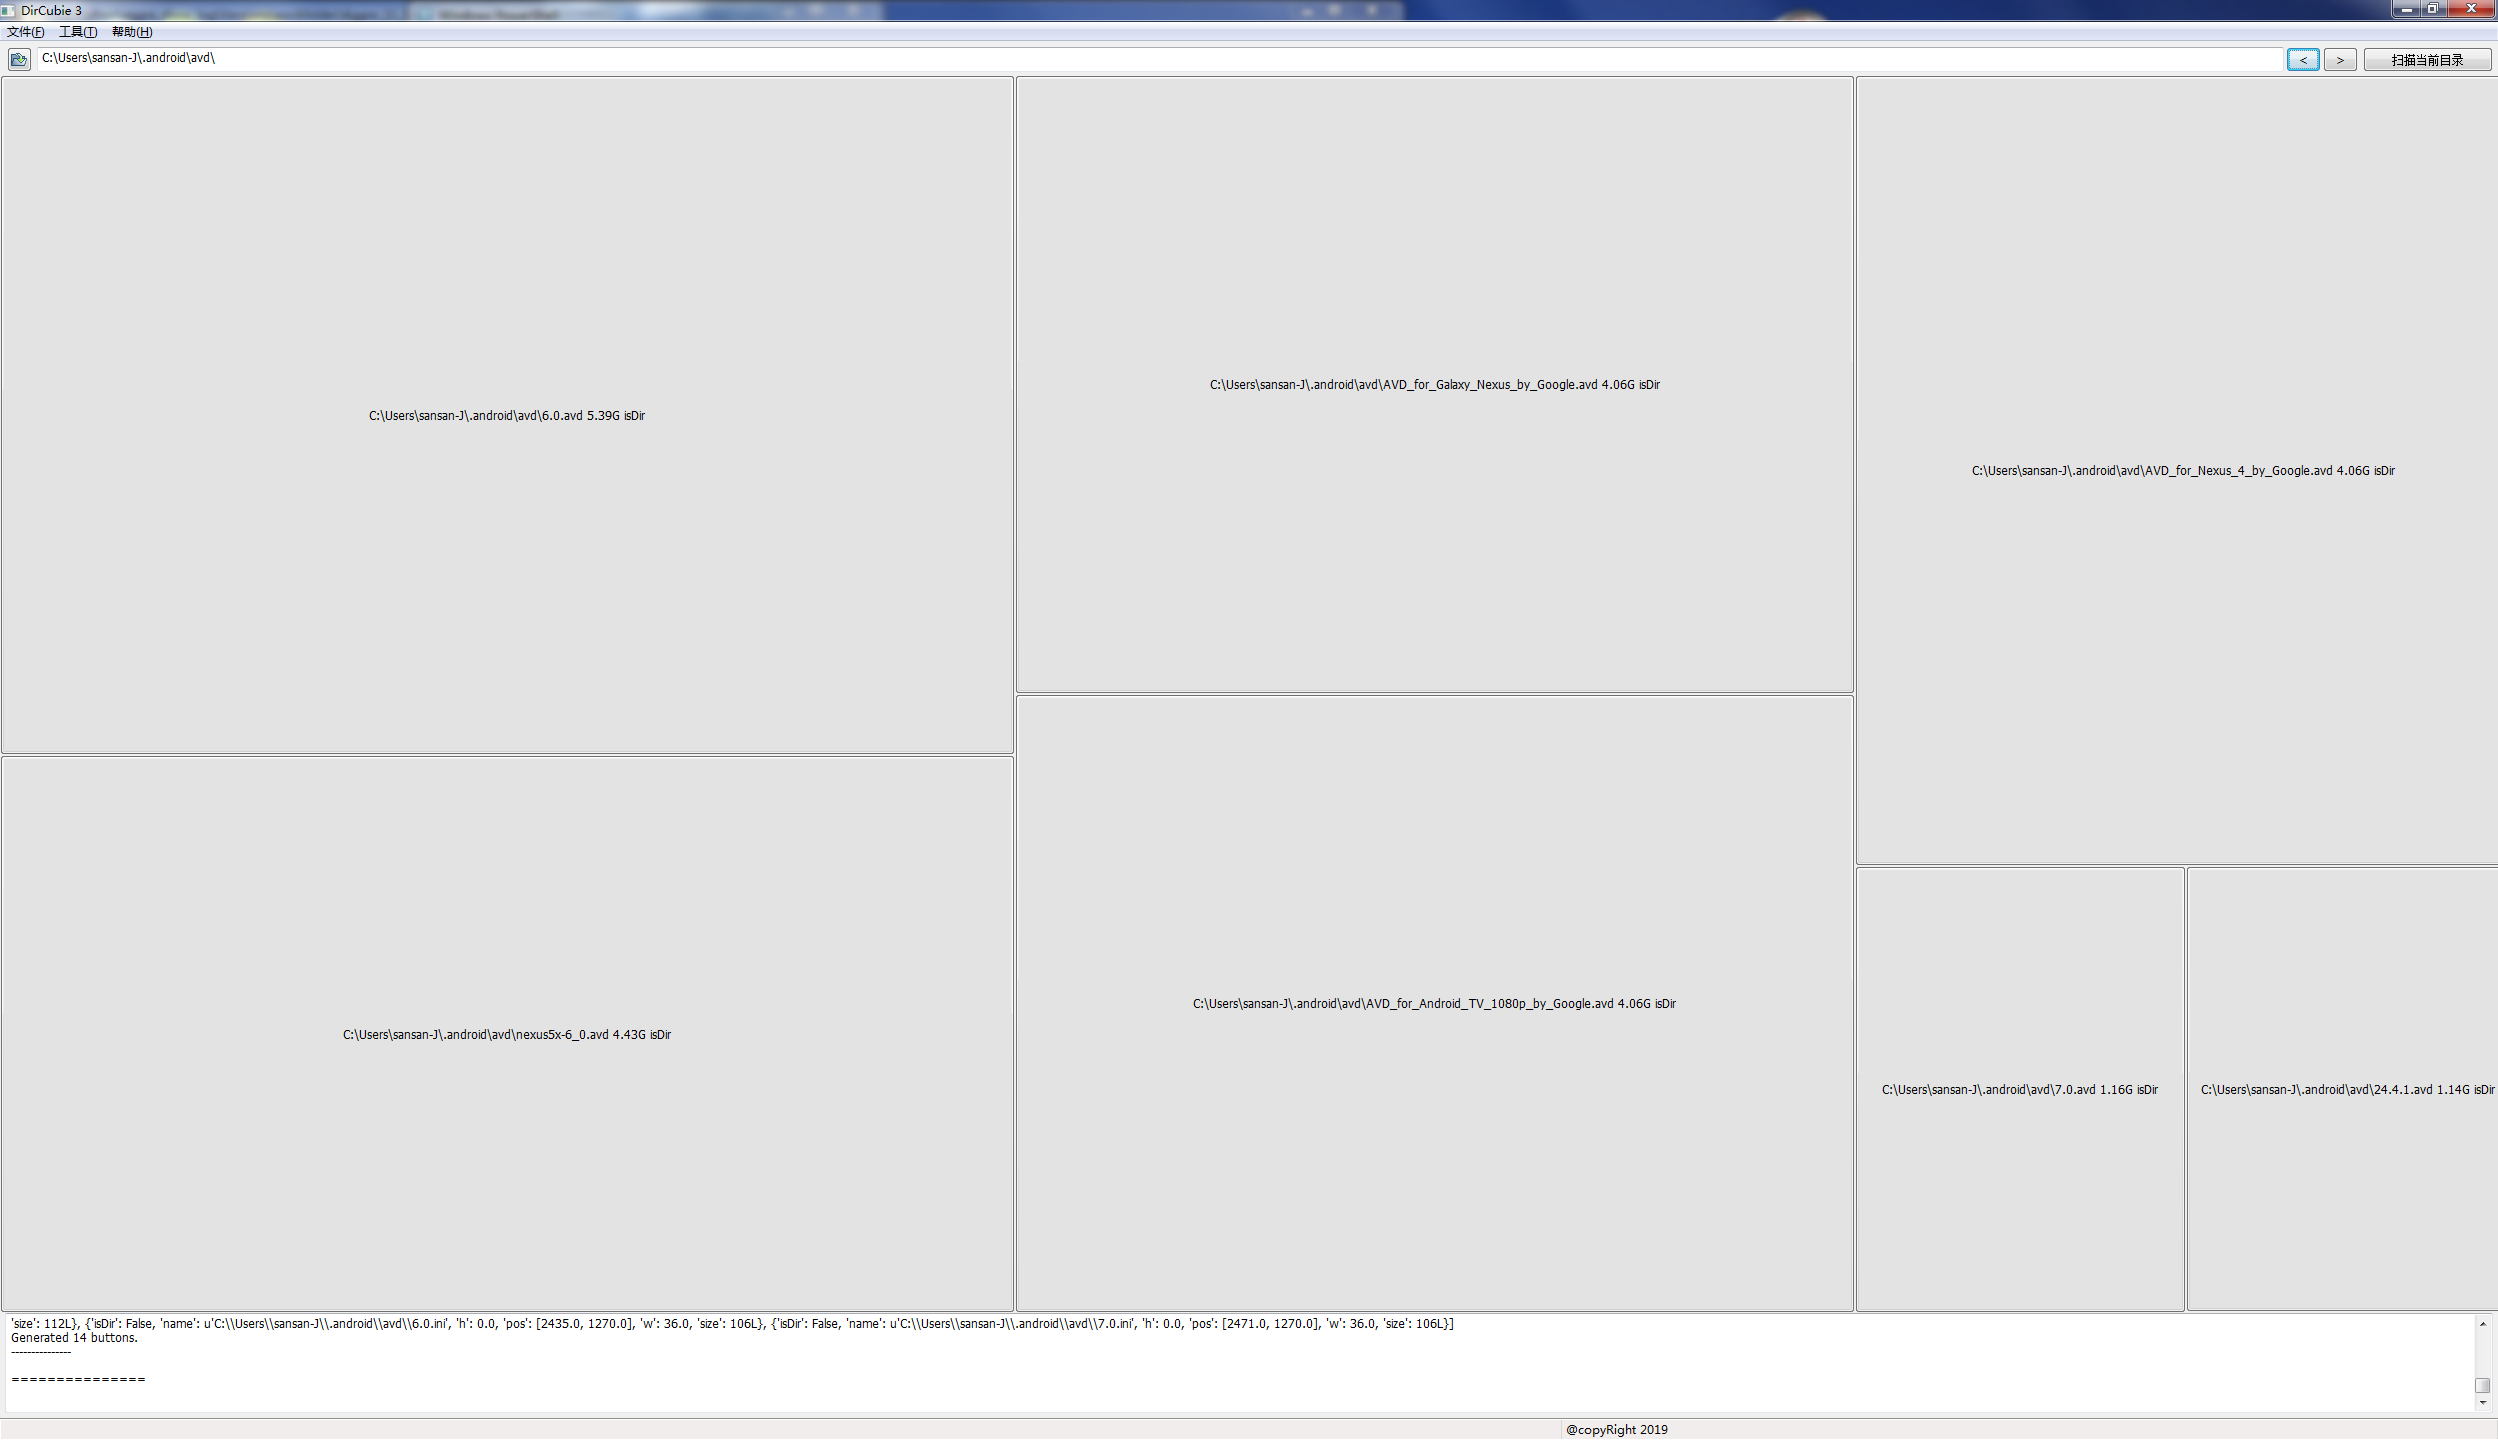 DirCubie 3
文件(F) 工具(T) 帮助(H)
C:\Users\sansan-J\.android\avd\
< > 扫描当前目录
C:\Users\sansan-J\.android\avd\6.0.avd 5.39G isDir
C:\Users\sansan-J\.android\avd\nexus5x-6_0.avd 4.43G isDir
C:\Users\sansan-J\.android\avd\AVD_for_Galaxy_Nexus_by_Google.avd 4.06G isDir
C:\Users\sansan-J\.android\avd\AVD_for_Android_TV_1080p_by_Google.avd 4.06G isDir
C:\Users\sansan-J\.android\avd\AVD_for_Nexus_4_by_Google.avd 4.06G isDir
C:\Users\sansan-J\.android\avd\7.0.avd 1.16G isDir
C:\Users\sansan-J\.android\avd\24.4.1.avd 1.14G isDir
'size': 112L}, {'isDir': False, 'name': u'C:\\Users\\sansan-J\\.android\\avd\\6.0.ini', 'h': 0.0, 'pos': [2435.0, 1270.0], 'w': 36.0, 'size': 106L}, {'isDir': False, 'name': u'C:\\Users\\sansan-J\\.android\\avd\\7.0.ini', 'h': 0.0, 'pos': [2471.0, 1270.0], 'w': 36.0, 'size': 106L}]
Generated 14 buttons.
---------------
===============
@copyRight 2019